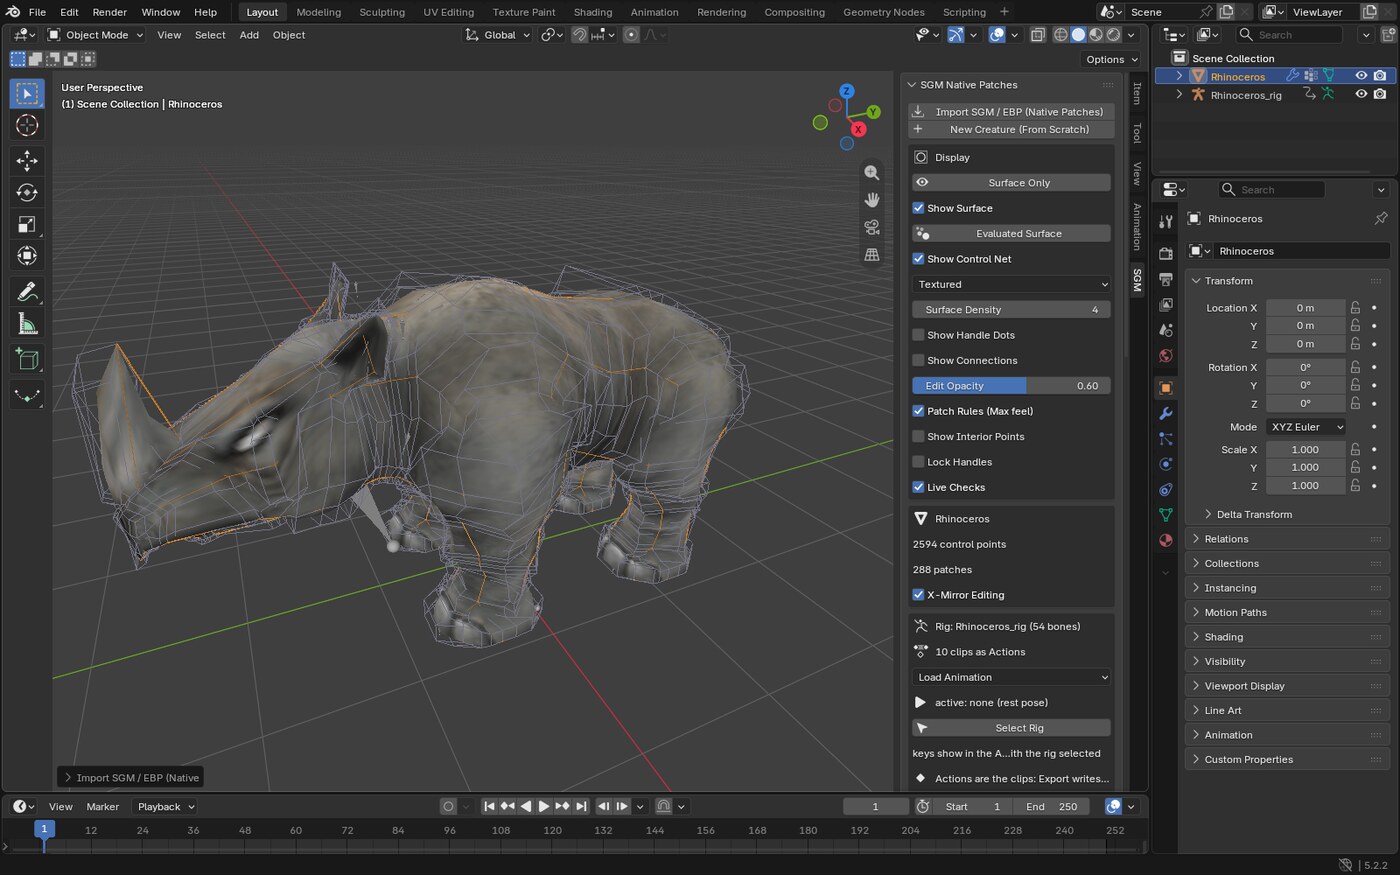 File Edit Render Window Help Layout Modeling Sculpting UV Editing Texture Paint Shading Animation Rendering Compositing Geometry Nodes Scripting + Scene ViewLayer
Object Mode View Select Add Object Global Search
Options
User Perspective
(1) Scene Collection | Rhinoceros
Z
Y
X
SGM Native Patches
Import SGM / EBP (Native Patches)
New Creature (From Scratch)
Display
Surface Only
Show Surface
Evaluated Surface
Show Control Net
Textured
Surface Density 4
Show Handle Dots
Show Connections
Edit Opacity 0.60
Patch Rules (Max feel)
Show Interior Points
Lock Handles
Live Checks
Rhinoceros
2594 control points
288 patches
X-Mirror Editing
Rig: Rhinoceros_rig (54 bones)
10 clips as Actions
Load Animation
active: none (rest pose)
Select Rig
keys show in the A...ith the rig selected
Actions are the clips: Export writes...
Item
Tool
View
Animation
SGM
Scene Collection
Rhinoceros
Rhinoceros_rig
Search
Rhinoceros
Rhinoceros
Transform
Location X 0 m
Y 0 m
Z 0 m
Rotation X 0°
Y 0°
Z 0°
Mode XYZ Euler
Scale X 1.000
Y 1.000
Z 1.000
Delta Transform
Relations
Collections
Instancing
Motion Paths
Shading
Visibility
Viewport Display
Line Art
Animation
Custom Properties
Import SGM / EBP (Native
View Marker Playback 1 Start 1 End 250
1 12 24 36 48 60 72 84 96 108 120 132 144 156 168 180 192 204 216 228 240 252
5.2.2